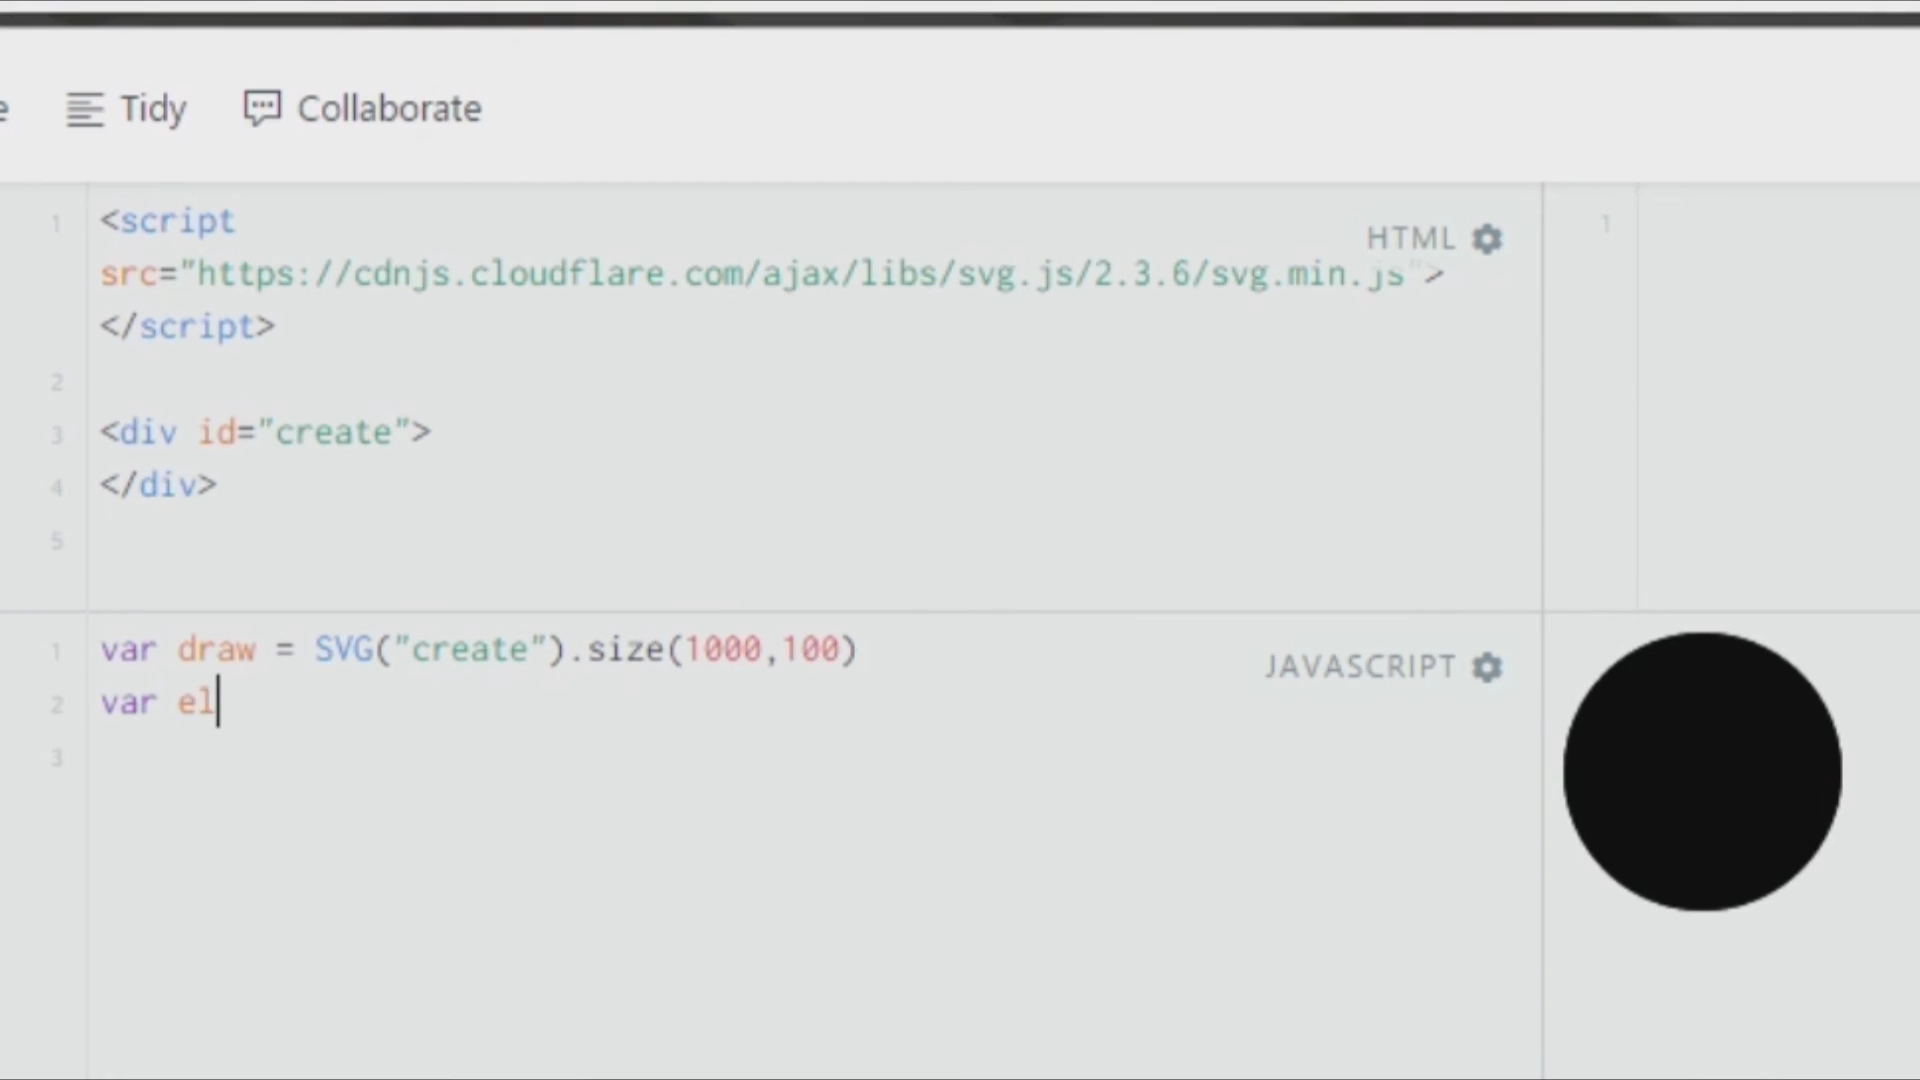 e Tidy Collaborate
1 <script
HTML
src="https://cdnjs.cloudflare.com/ajax/libs/svg.js/2.3.6/svg.min.js">
</script>
2
3 <div id="create">
4 </div>
5
1
1 var draw = SVG("create").size(1000,100)
JAVASCRIPT
2 var el
3